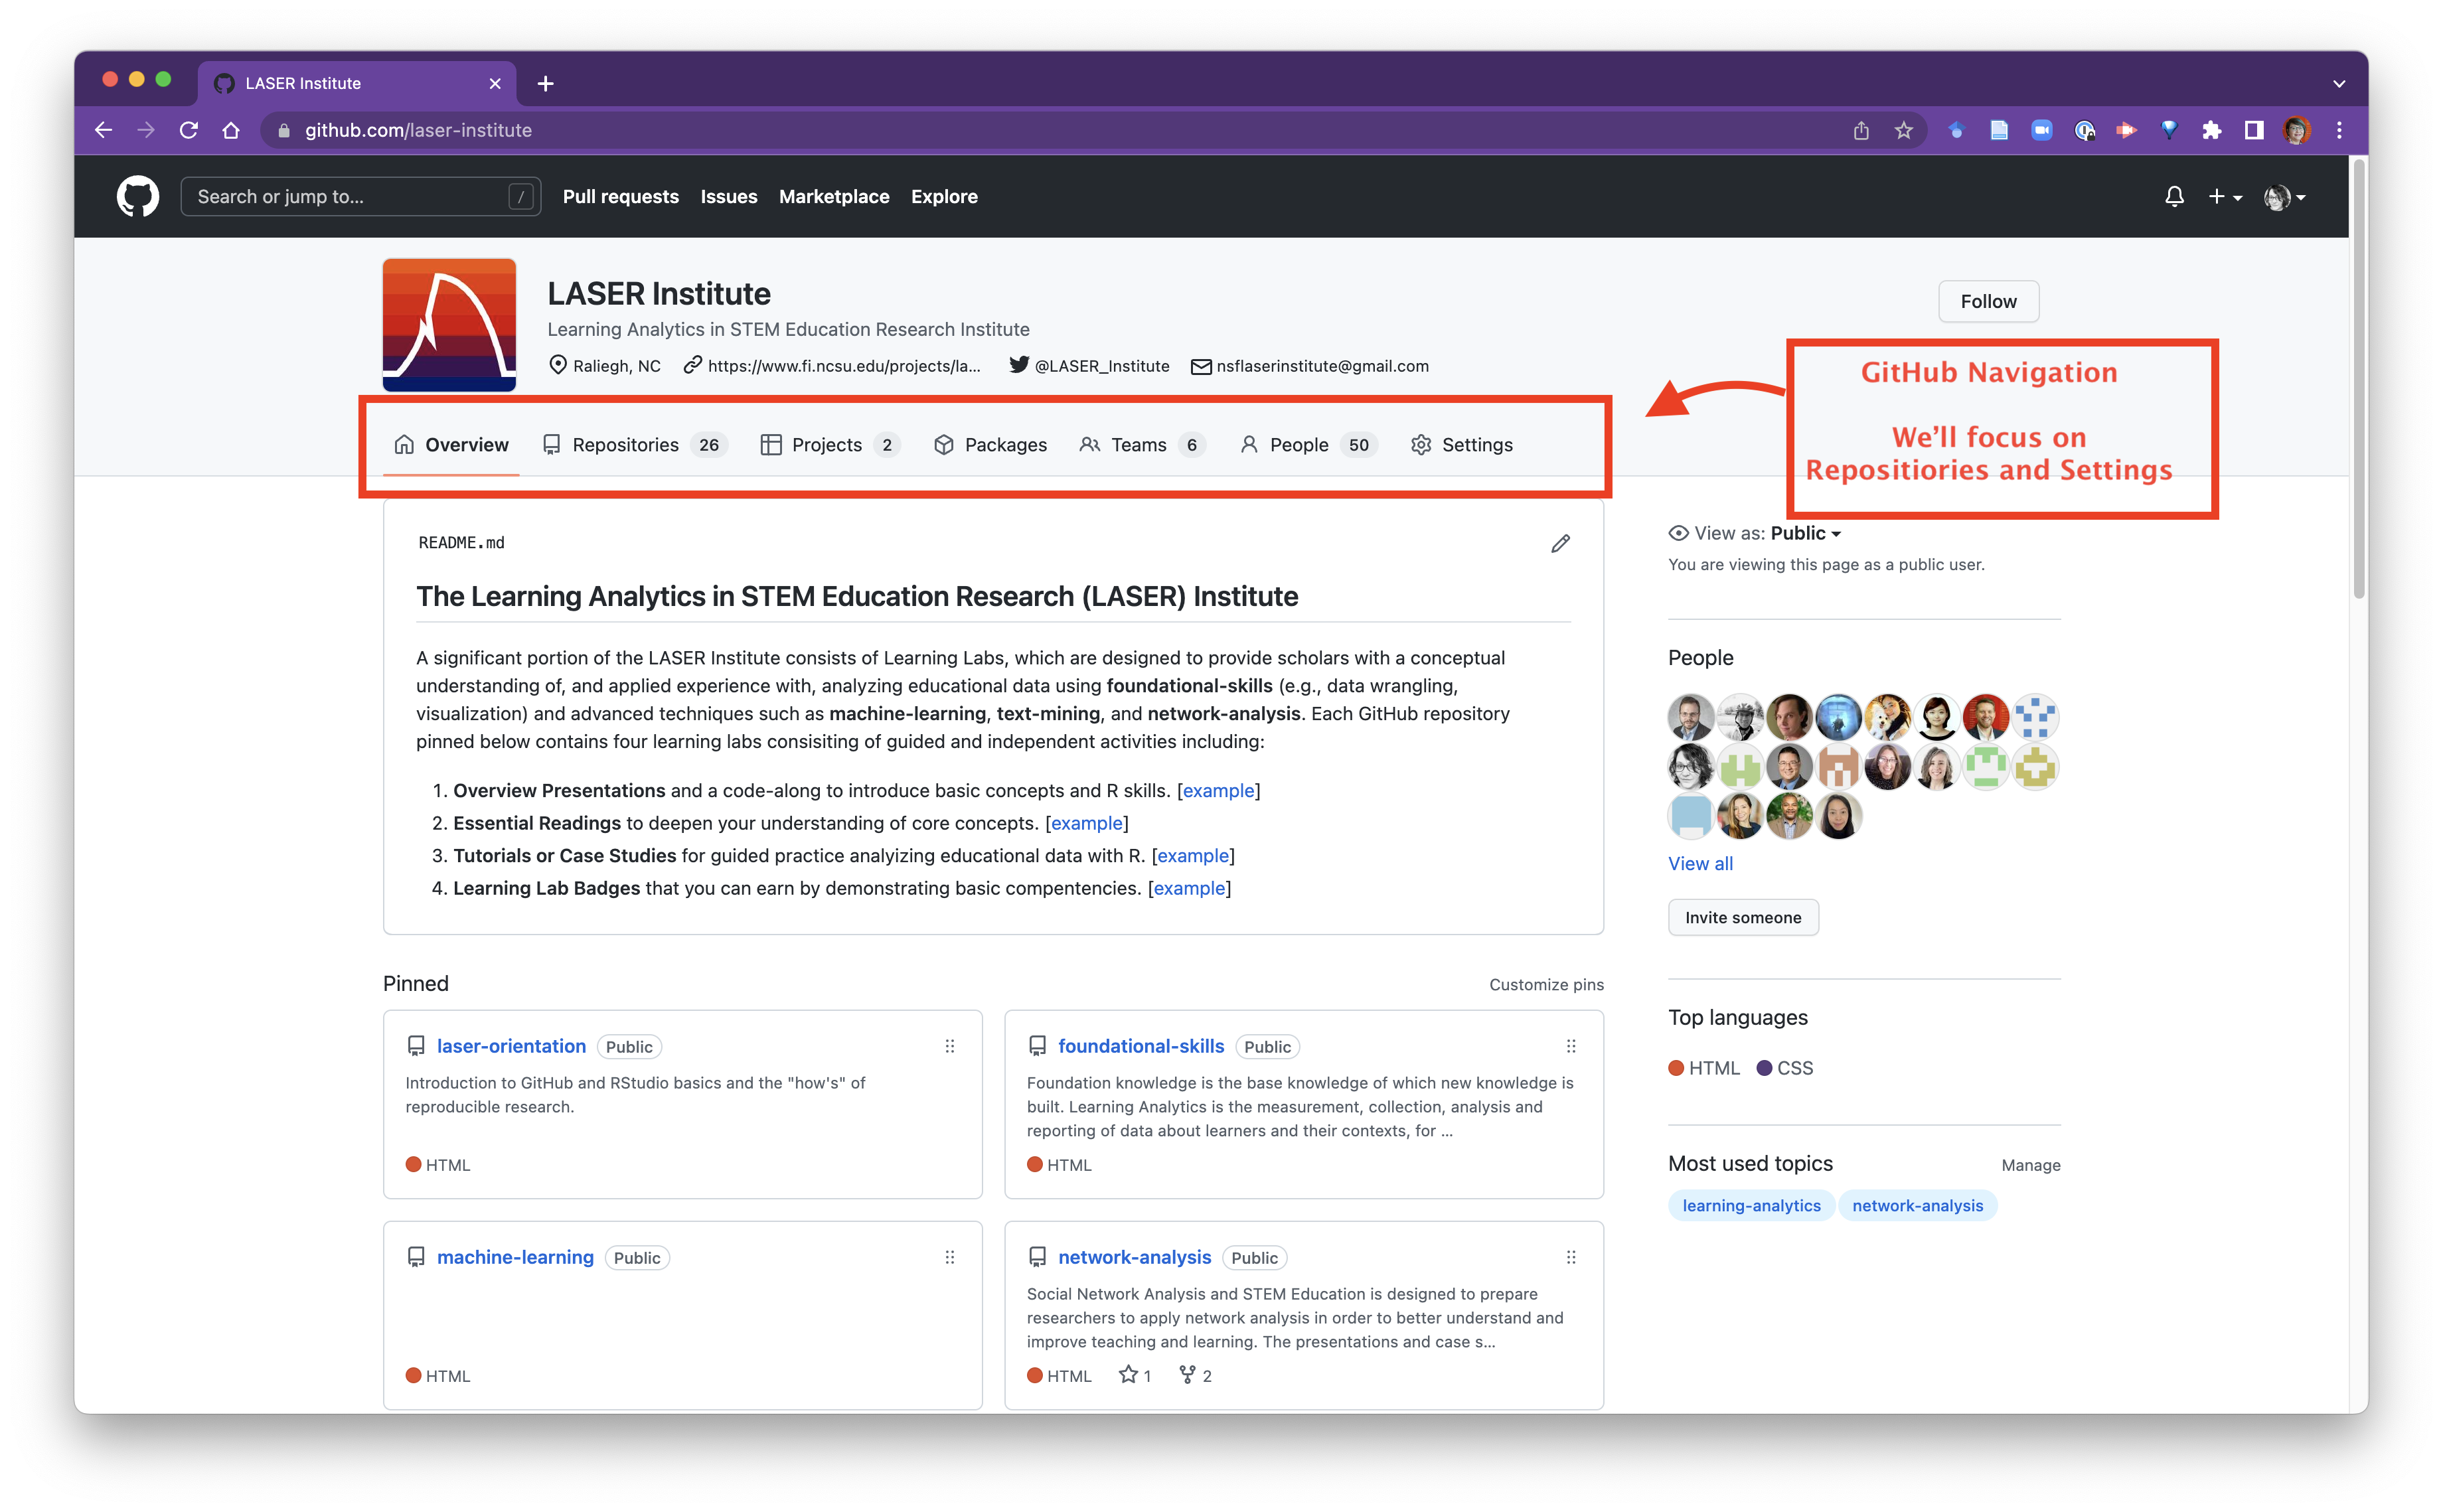 LASER Institute
github.com/laser-institute
Search or jump to... /
Pull requests Issues Marketplace Explore
LASER Institute
Learning Analytics in STEM Education Research Institute
Raliegh, NC https://www.fi.ncsu.edu/projects/la... @LASER_Institute nsflaserinstitute@gmail.com
Follow
GitHub Navigation
We'll focus on
Repositiories and Settings
Overview Repositories 26 Projects 2 Packages Teams 6 People 50 Settings
README.md
The Learning Analytics in STEM Education Research (LASER) Institute
A significant portion of the LASER Institute consists of Learning Labs, which are designed to provide scholars with a conceptual
understanding of, and applied experience with, analyzing educational data using foundational-skills (e.g., data wrangling,
visualization) and advanced techniques such as machine-learning, text-mining, and network-analysis. Each GitHub repository
pinned below contains four learning labs consisiting of guided and independent activities including:
1. Overview Presentations and a code-along to introduce basic concepts and R skills. [example]
2. Essential Readings to deepen your understanding of core concepts. [example]
3. Tutorials or Case Studies for guided practice analyizing educational data with R. [example]
4. Learning Lab Badges that you can earn by demonstrating basic compentencies. [example]
View as: Public
You are viewing this page as a public user.
People
View all
Invite someone
Top languages
HTML CSS
Most used topics Manage
learning-analytics network-analysis
Pinned Customize pins
laser-orientation Public
Introduction to GitHub and RStudio basics and the "how's" of
reproducible research.
HTML
foundational-skills Public
Foundation knowledge is the base knowledge of which new knowledge is
built. Learning Analytics is the measurement, collection, analysis and
reporting of data about learners and their contexts, for ...
HTML
machine-learning Public
HTML
network-analysis Public
Social Network Analysis and STEM Education is designed to prepare
researchers to apply network analysis in order to better understand and
improve teaching and learning. The presentations and case s...
HTML 1 2